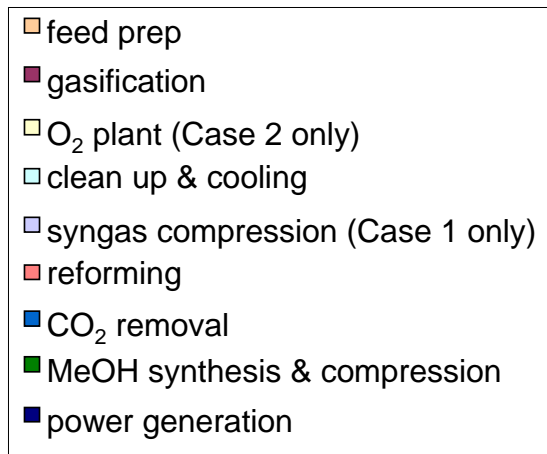 feed prep
gasification
O₂ plant (Case 2 only)
clean up & cooling
syngas compression (Case 1 only)
reforming
CO₂ removal
MeOH synthesis & compression
power generation